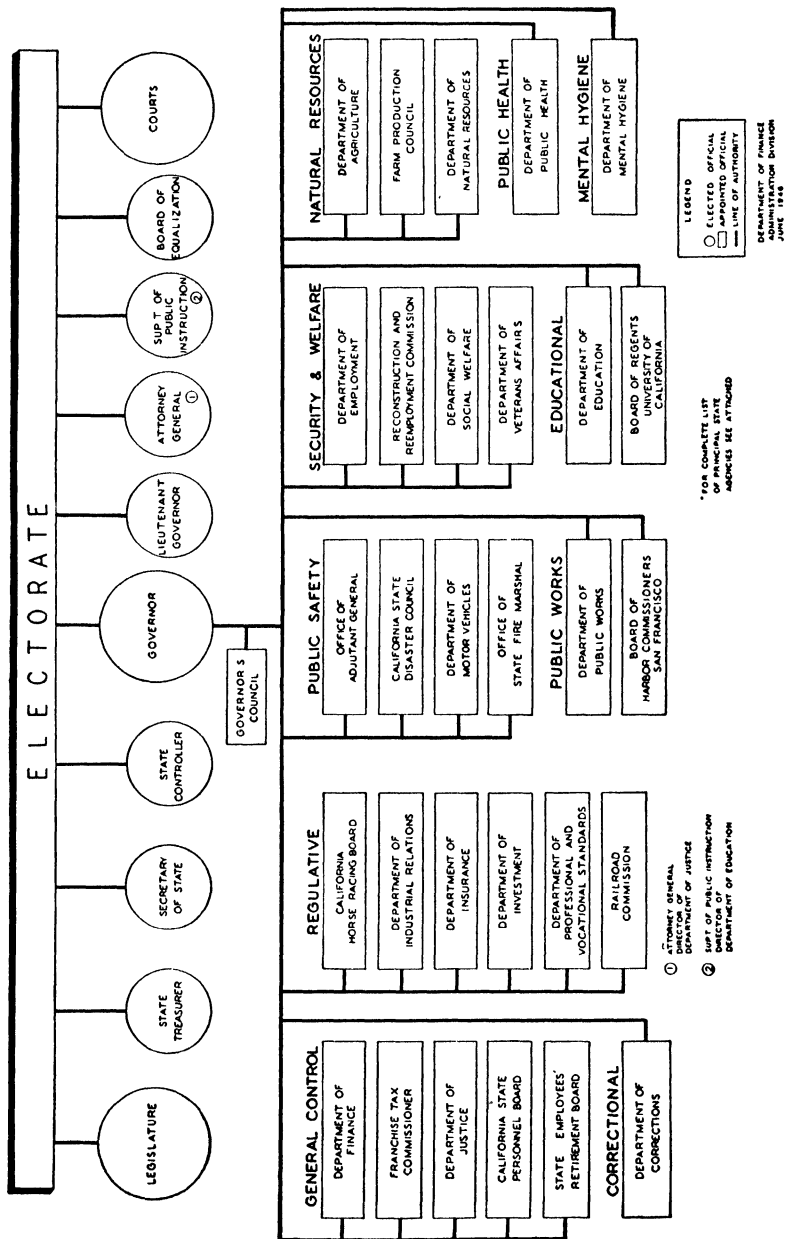 ELECTORATE
LEGISLATURE
STATE
TREASURER
SECRETARY
OF STATE
STATE
CONTROLLER
GOVERNOR
LIEUTENANT
GOVERNOR
ATTORNEY
GENERAL ①
SUP'T OF
PUBLIC
INSTRUCTION
②
BOARD OF
EQUALIZATION
COURTS
GOVERNOR S
COUNCIL
GENERAL CONTROL
DEPARTMENT OF
FINANCE
FRANCHISE TAX
COMMISSIONER
DEPARTMENT OF
JUSTICE
CALIFORNIA STATE
PERSONNEL BOARD
STATE EMPLOYEES'
RETIREMENT BOARD
CORRECTIONAL
DEPARTMENT OF
CORRECTIONS
REGULATIVE
CALIFORNIA
HORSE RACING BOARD
DEPARTMENT OF
INDUSTRIAL RELATIONS
DEPARTMENT OF
INSURANCE
DEPARTMENT OF
INVESTMENT
DEPARTMENT OF
PROFESSIONAL AND
VOCATIONAL STANDARDS
RAILROAD
COMMISSION
PUBLIC SAFETY
OFFICE OF
ADJUTANT GENERAL
CALIFORNIA STATE
DISASTER COUNCIL
DEPARTMENT OF
MOTOR VEHICLES
OFFICE OF
STATE FIRE MARSHAL
PUBLIC WORKS
DEPARTMENT OF
PUBLIC WORKS
BOARD OF
HARBOR COMMISSIONERS
SAN FRANCISCO
SECURITY & WELFARE
DEPARTMENT OF
EMPLOYMENT
RECONSTRUCTION AND
REEMPLOYMENT COMMISSION
DEPARTMENT OF
SOCIAL WELFARE
DEPARTMENT OF
VETERANS AFFAIRS
EDUCATIONAL
DEPARTMENT OF
EDUCATION
BOARD OF REGENTS
UNIVERSITY OF
CALIFORNIA
NATURAL RESOURCES
DEPARTMENT OF
AGRICULTURE
FARM PRODUCTION
COUNCIL
DEPARTMENT OF
NATURAL RESOURCES
PUBLIC HEALTH
DEPARTMENT OF
PUBLIC HEALTH
MENTAL HYGIENE
DEPARTMENT OF
MENTAL HYGIENE
① ATTORNEY GENERAL
DIRECTOR OF
DEPARTMENT OF JUSTICE
② SUP'T OF PUBLIC INSTRUCTION
DIRECTOR OF
DEPARTMENT OF EDUCATION
*FOR COMPLETE LIST
OF PRINCIPAL STATE
AGENCIES SEE ATTACHED
LEGEND
ELECTED OFFICIAL
APPOINTED OFFICIAL
LINE OF AUTHORITY
DEPARTMENT OF FINANCE
ADMINISTRATION DIVISION
JUNE 1946